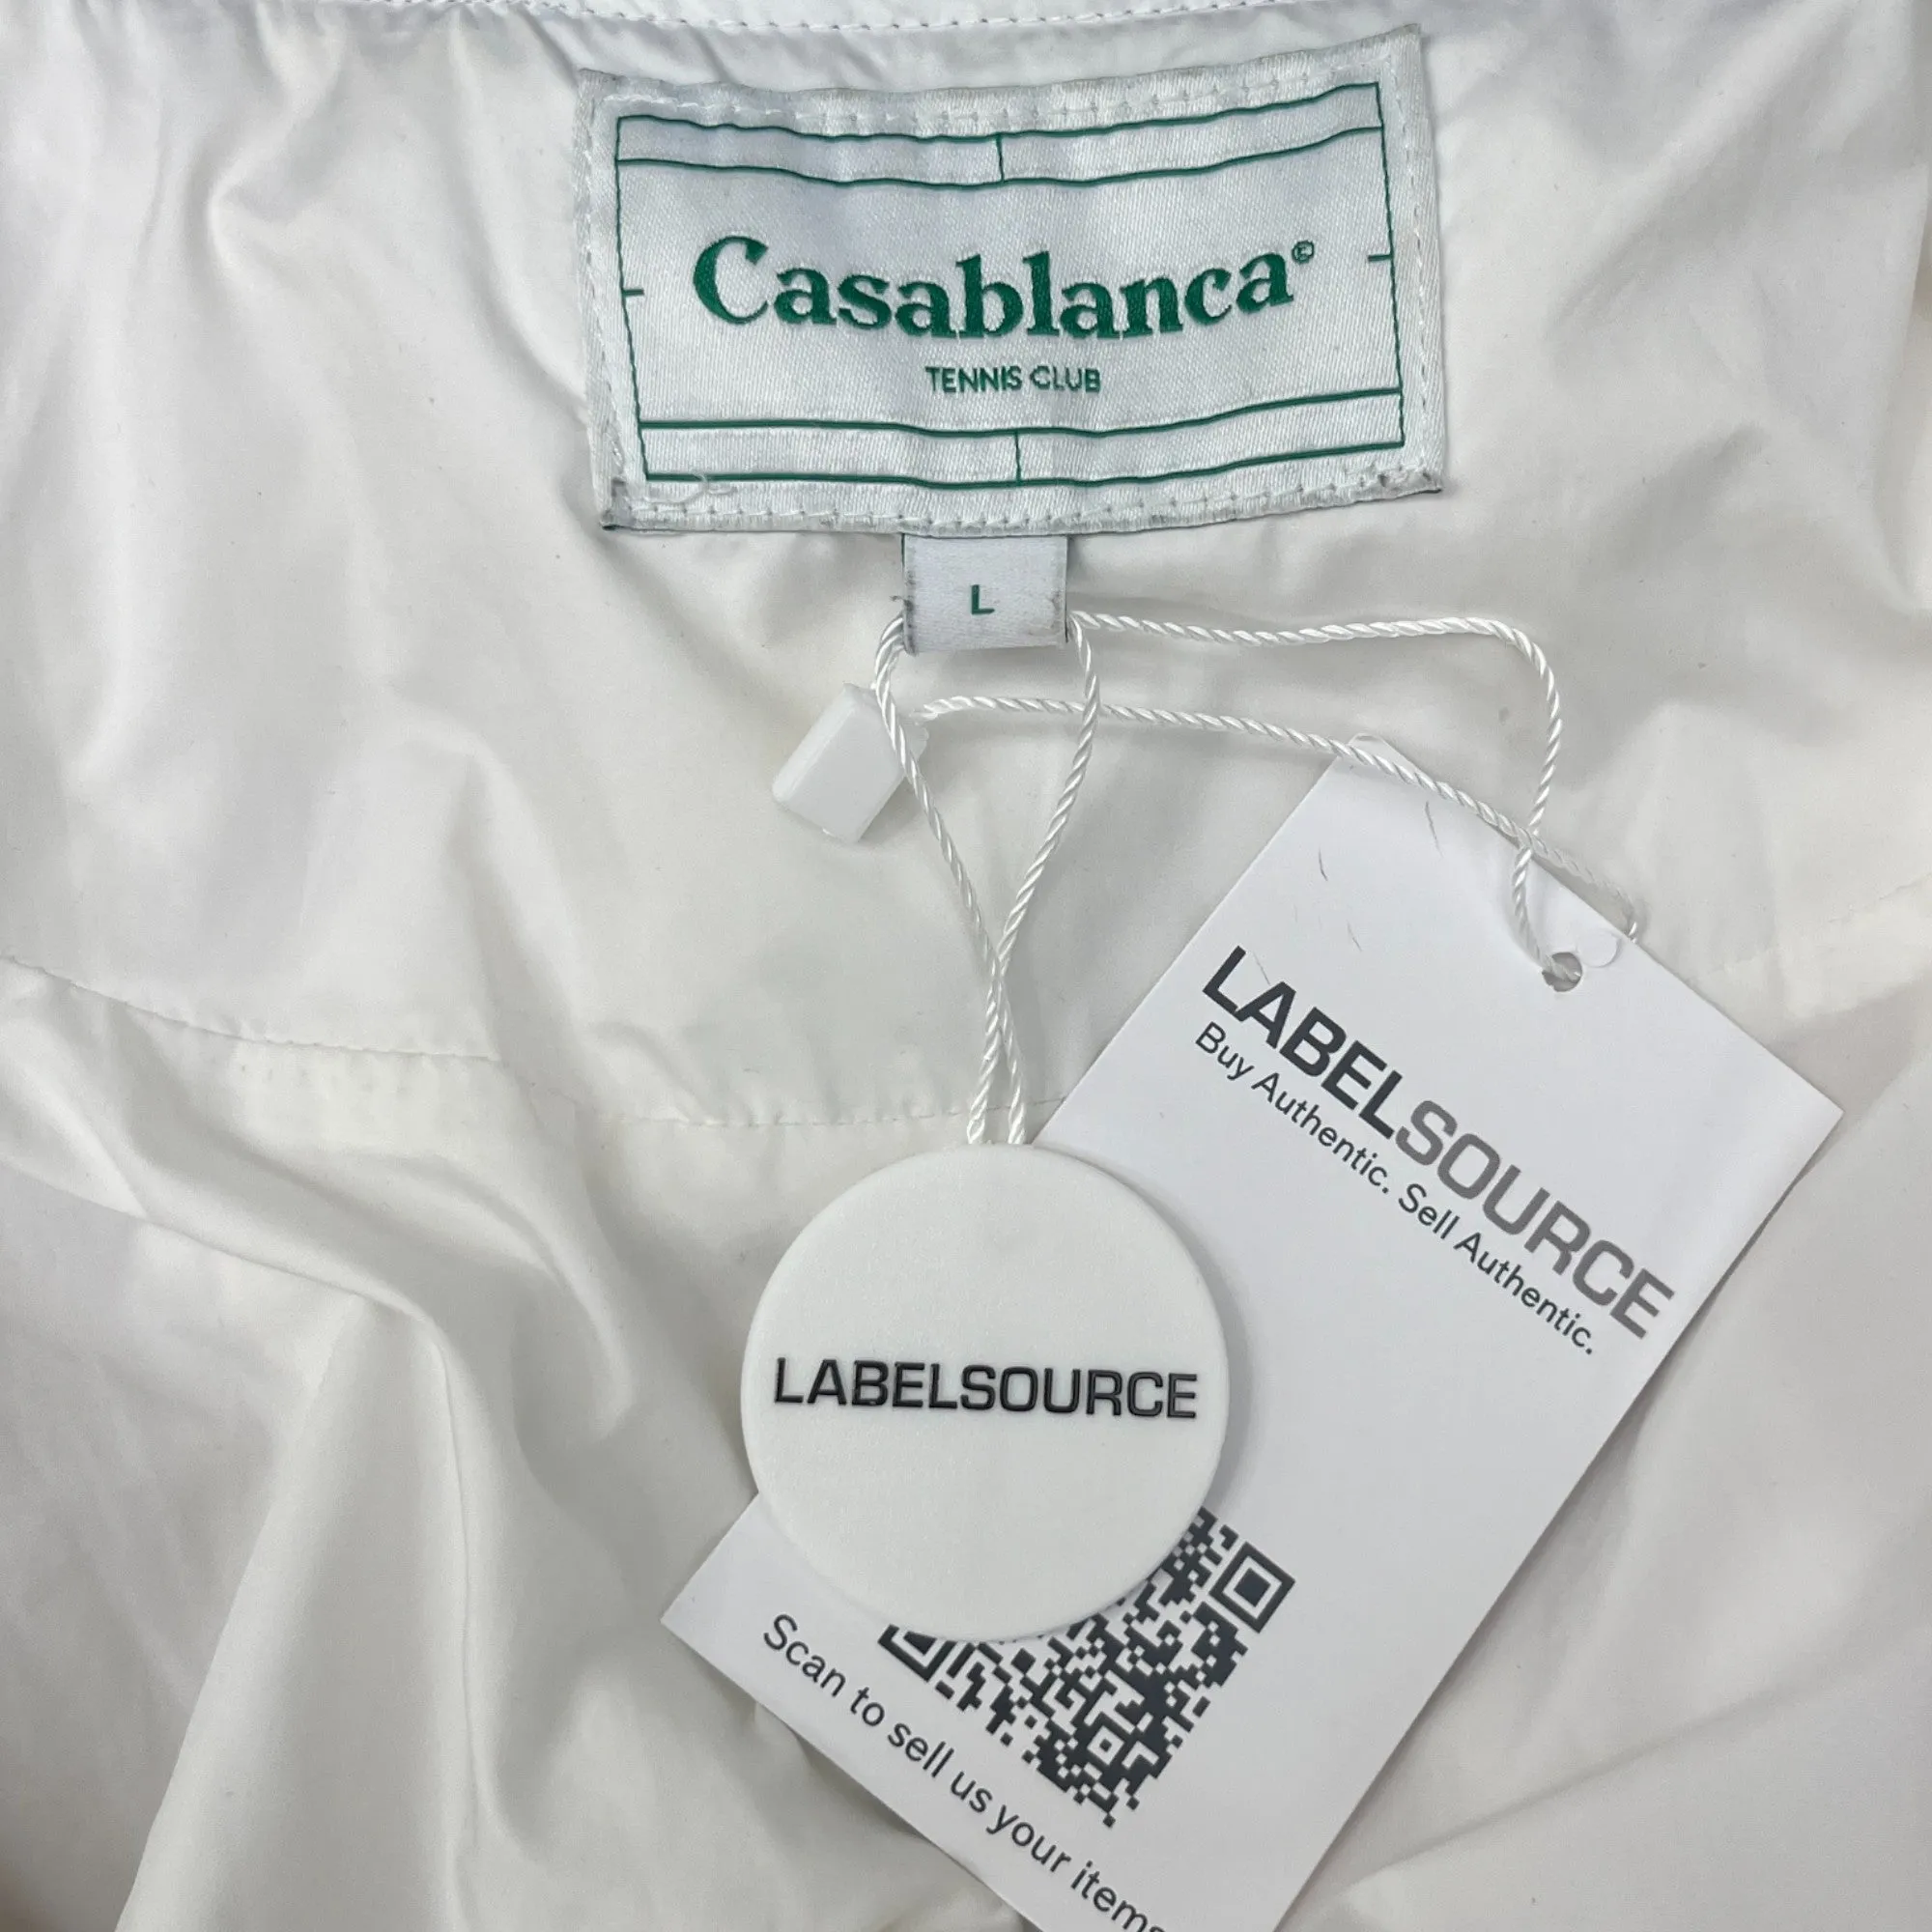 Casablanca©
TENNIS CLUB
L
LABELSOURCE
Buy Authentic. Sell Authentic.
LABELSOURCE
Scan to sell us your items